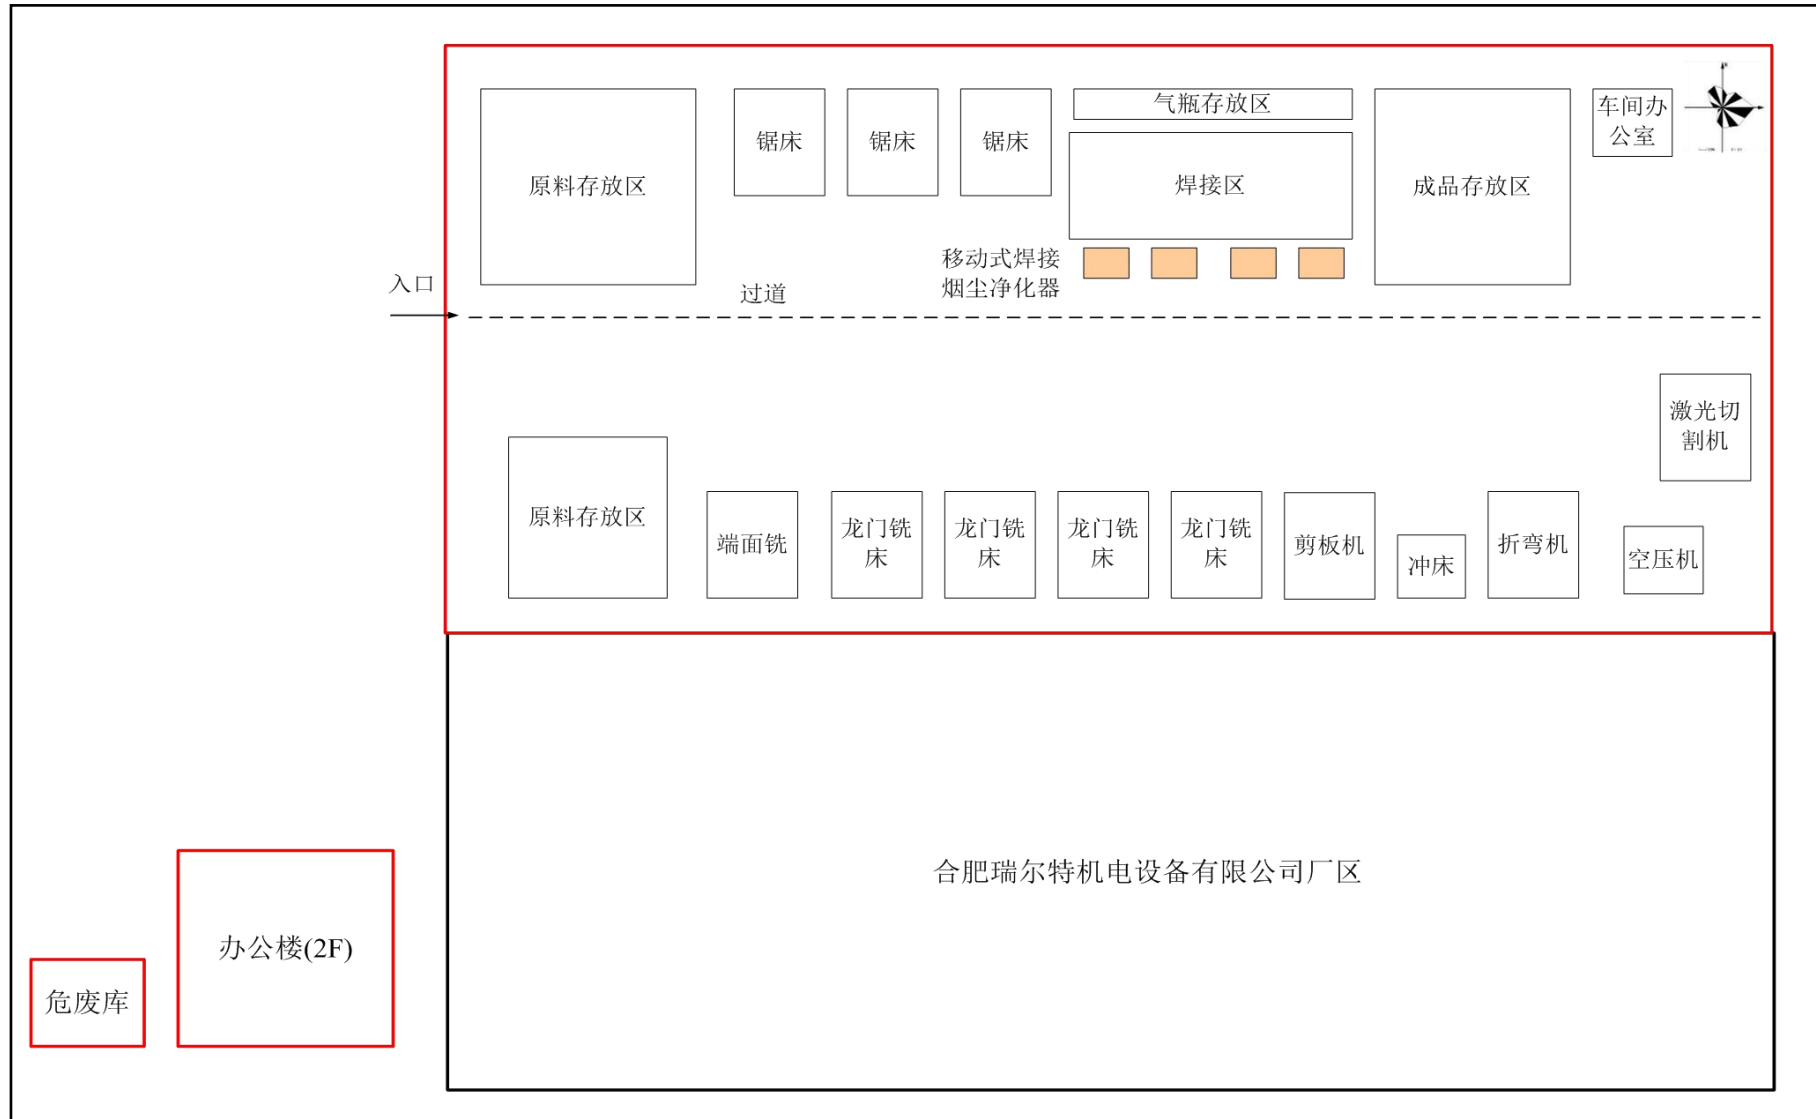 气瓶存放区
车间办
公室
锯床
锯床
锯床
原料存放区
焊接区
成品存放区
移动式焊接
烟尘净化器
入口
过道
激光切
割机
原料存放区
端面铣
龙门铣
床
龙门铣
床
龙门铣
床
龙门铣
床
剪板机
冲床
折弯机
空压机
合肥瑞尔特机电设备有限公司厂区
办公楼(2F)
危废库